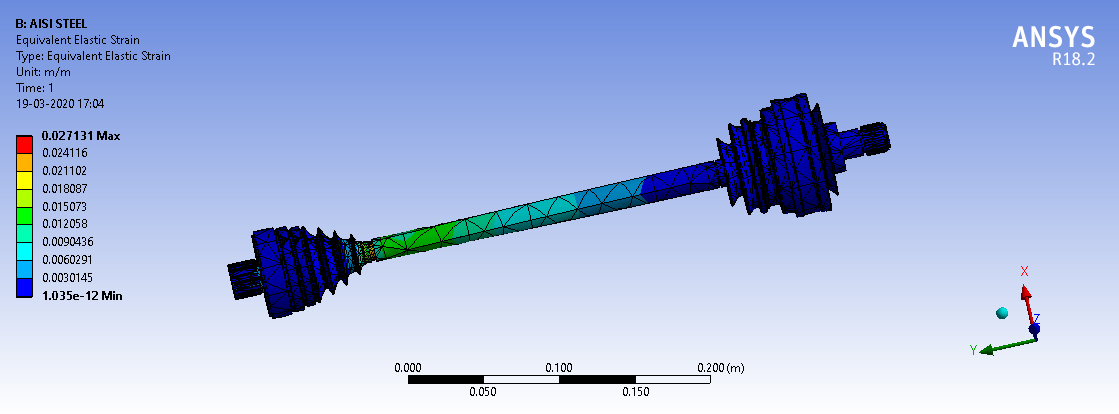 B: AISI STEEL
Equivalent Elastic Strain
Type: Equivalent Elastic Strain
Unit: m/m
Time: 1
19-03-2020 17:04
ANSYS
R18.2
0.027131 Max
0.024116
0.021102
0.018087
0.015073
0.012058
0.0090436
0.0060291
0.0030145
1.035e-12 Min
X
Z
Y
0.000 0.100 0.200 (m)
0.050 0.150